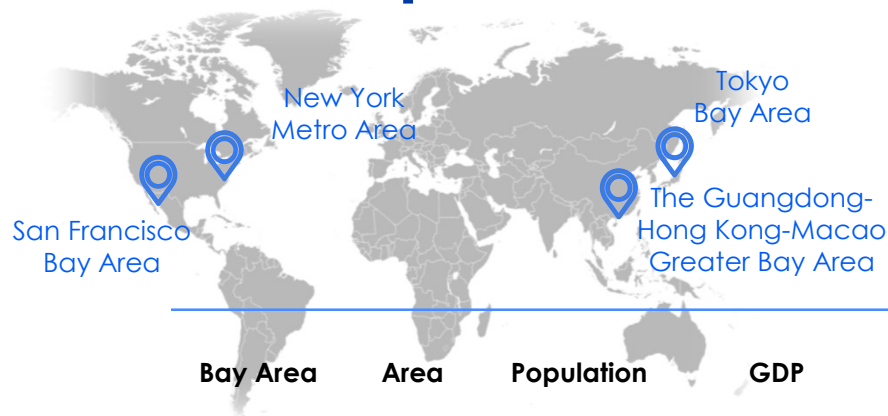 New York
Metro Area
Tokyo
Bay Area
San Francisco
Bay Area
The Guangdong-
Hong Kong-Macao
Greater Bay Area
Bay Area Area Population GDP